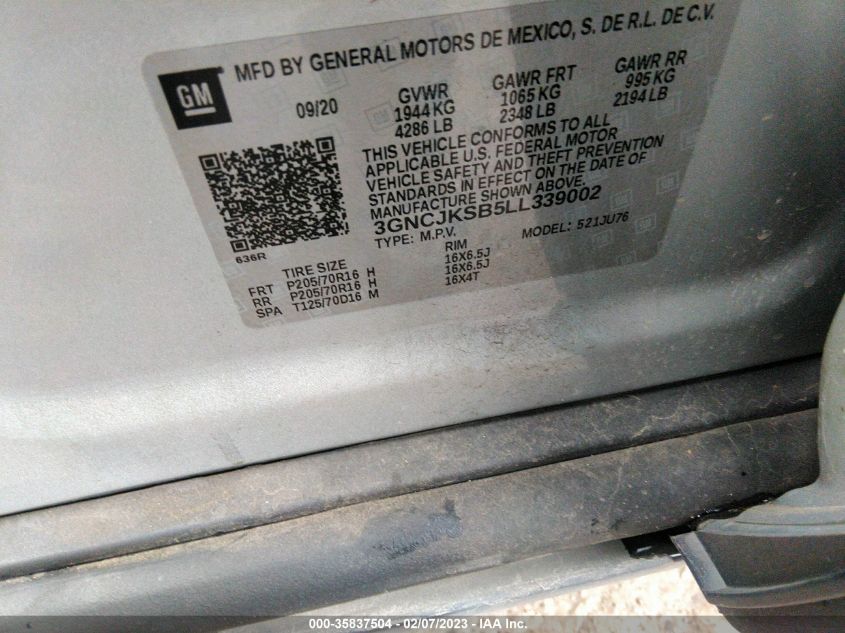 GM
MFD BY GENERAL MOTORS DE MEXICO, S. DE R.L. DE C.V.
09/20 GVWR GAWR FRT GAWR RR
1944 KG 1065 KG 995 KG
4286 LB 2348 LB 2194 LB
THIS VEHICLE CONFORMS TO ALL
APPLICABLE U.S. FEDERAL MOTOR
VEHICLE SAFETY AND THEFT PREVENTION
STANDARDS IN EFFECT ON THE DATE OF
MANUFACTURE SHOWN ABOVE.
3GNCJKSB5LL339002
TYPE: M.P.V. MODEL: 521JU76
636R
TIRE SIZE RIM
FRT P205/70R16 H 16X6.5J
RR P205/70R16 H 16X6.5J
SPA T125/70D16 M 16X4T
000-35837504 - 02/07/2023 - ©IAA, Inc.